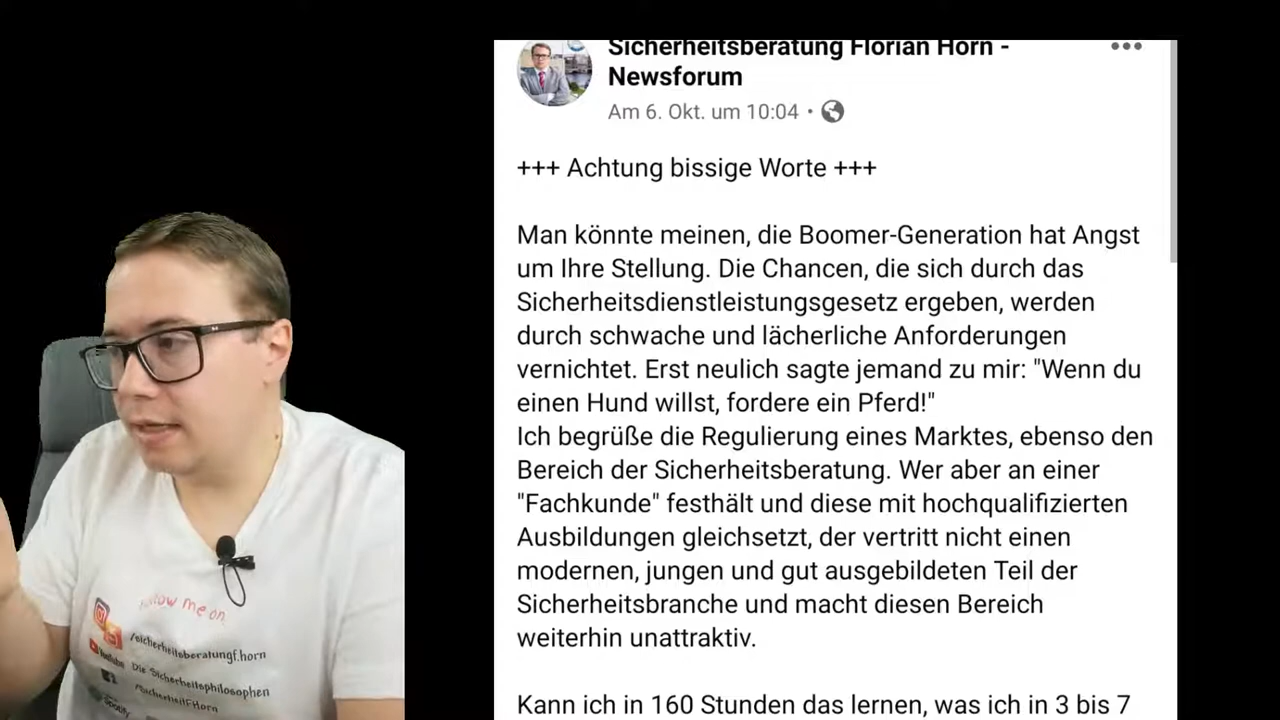 Sicherheitsberatung Florian Horn -
Newsforum
Am 6. Okt. um 10:04 •
+++ Achtung bissige Worte +++
Man könnte meinen, die Boomer-Generation hat Angst
um Ihre Stellung. Die Chancen, die sich durch das
Sicherheitsdienstleistungsgesetz ergeben, werden
durch schwache und lächerliche Anforderungen
vernichtet. Erst neulich sagte jemand zu mir: "Wenn du
einen Hund willst, fordere ein Pferd!"
Ich begrüße die Regulierung eines Marktes, ebenso den
Bereich der Sicherheitsberatung. Wer aber an einer
"Fachkunde" festhält und diese mit hochqualifizierten
Ausbildungen gleichsetzt, der vertritt nicht einen
modernen, jungen und gut ausgebildeten Teil der
Sicherheitsbranche und macht diesen Bereich
weiterhin unattraktiv.
Kann ich in 160 Stunden das lernen, was ich in 3 bis 7
Follow me on
/sicherheitsberatungf.horn
YouTube
Die Sicherheitsphilosophen
/SicherheitFHorn
Spotify